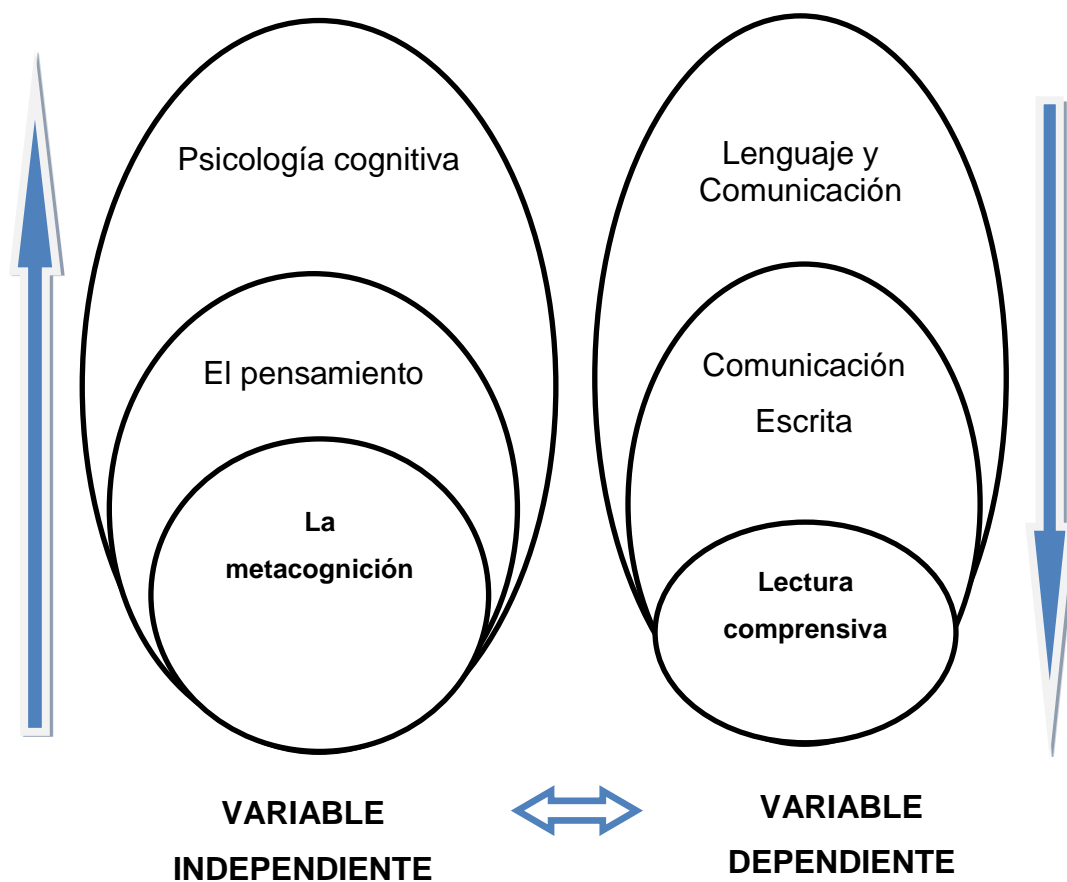 Psicología cognitiva
El pensamiento
La
metacognición
VARIABLE
INDEPENDIENTE
Lenguaje y
Comunicación
Comunicación
Escrita
Lectura
comprensiva
VARIABLE
DEPENDIENTE